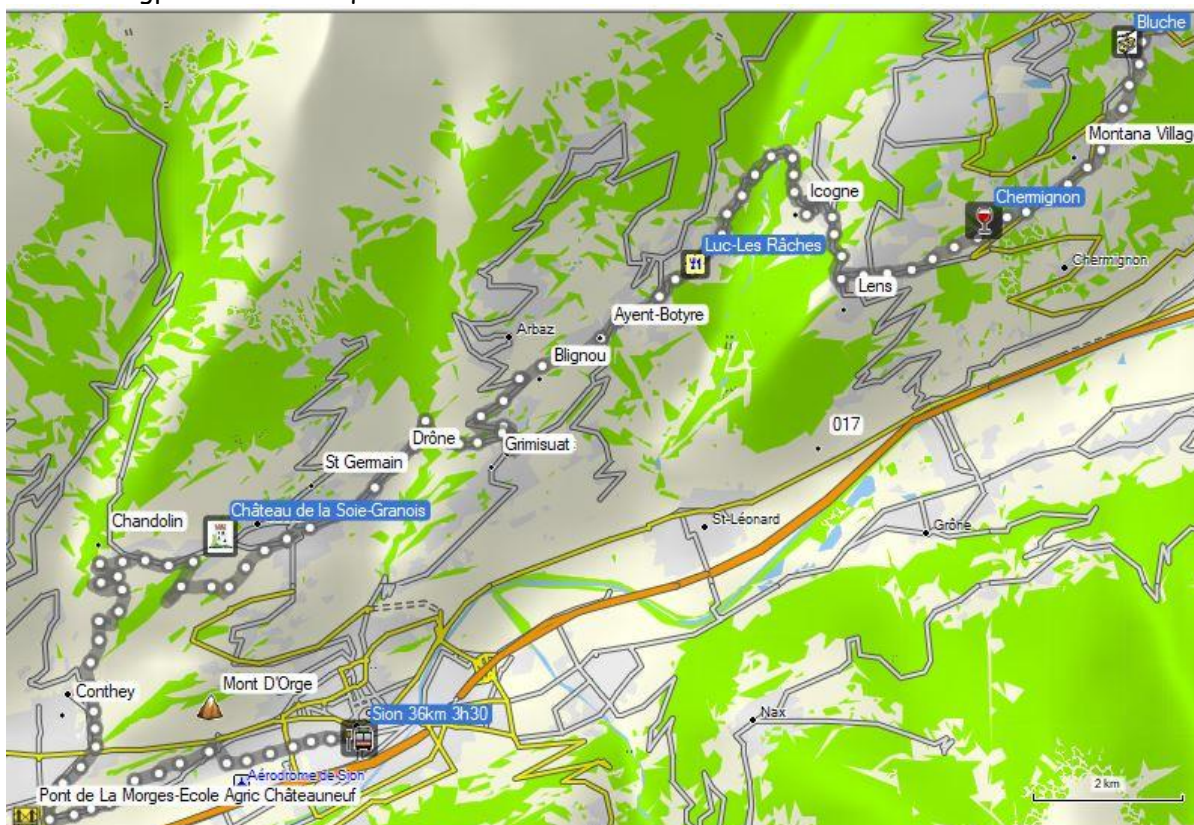 Bluche
Montana Villag
Icogne
Chermignon
Luc-Les Râches
Chermignon
Lens
Ayent-Botyre
Arbaz
Blignou
017
Drône
Grimisuat
St Germain
Château de la Soie-Granois
Chandolin
St-Léonard
Grône
Mont D'Orge
Conthey
Sion 36km 3h30
Nax
Aérodrome de Sion
Pont de La Morges-Ecole Agric Châteauneuf
2 km